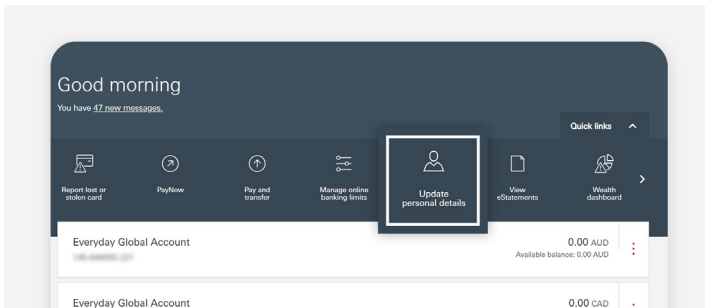 Good morning
You have 47 new messages.
Quick links
Report lost or
stolen card
PayNow
Pay and
transfer
Manage online
banking limits
Update
personal details
View
eStatements
Wealth
dashboard
Everyday Global Account
0.00 AUD
Available balance: 0.00 AUD
Everyday Global Account
0.00 CAD